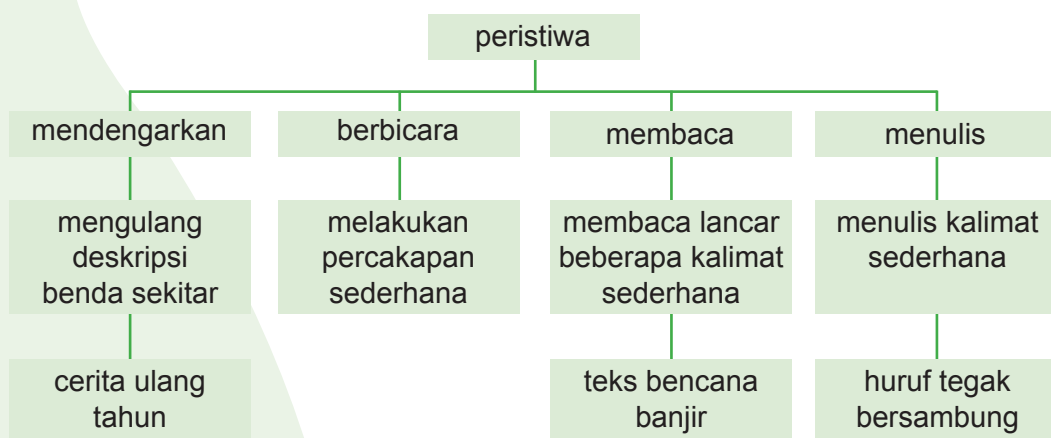 peristiwa
mendengarkan
berbicara
membaca
menulis
mengulang
deskripsi
benda sekitar
melakukan
percakapan
sederhana
membaca lancar
beberapa kalimat
sederhana
menulis kalimat
sederhana
cerita ulang
tahun
teks bencana
banjir
huruf tegak
bersambung